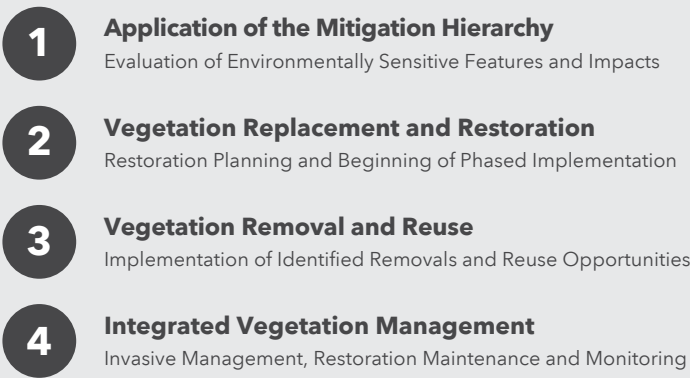 1
Application of the Mitigation Hierarchy
Evaluation of Environmentally Sensitive Features and Impacts
2
Vegetation Replacement and Restoration
Restoration Planning and Beginning of Phased Implementation
3
Vegetation Removal and Reuse
Implementation of Identified Removals and Reuse Opportunities
4
Integrated Vegetation Management
Invasive Management, Restoration Maintenance and Monitoring